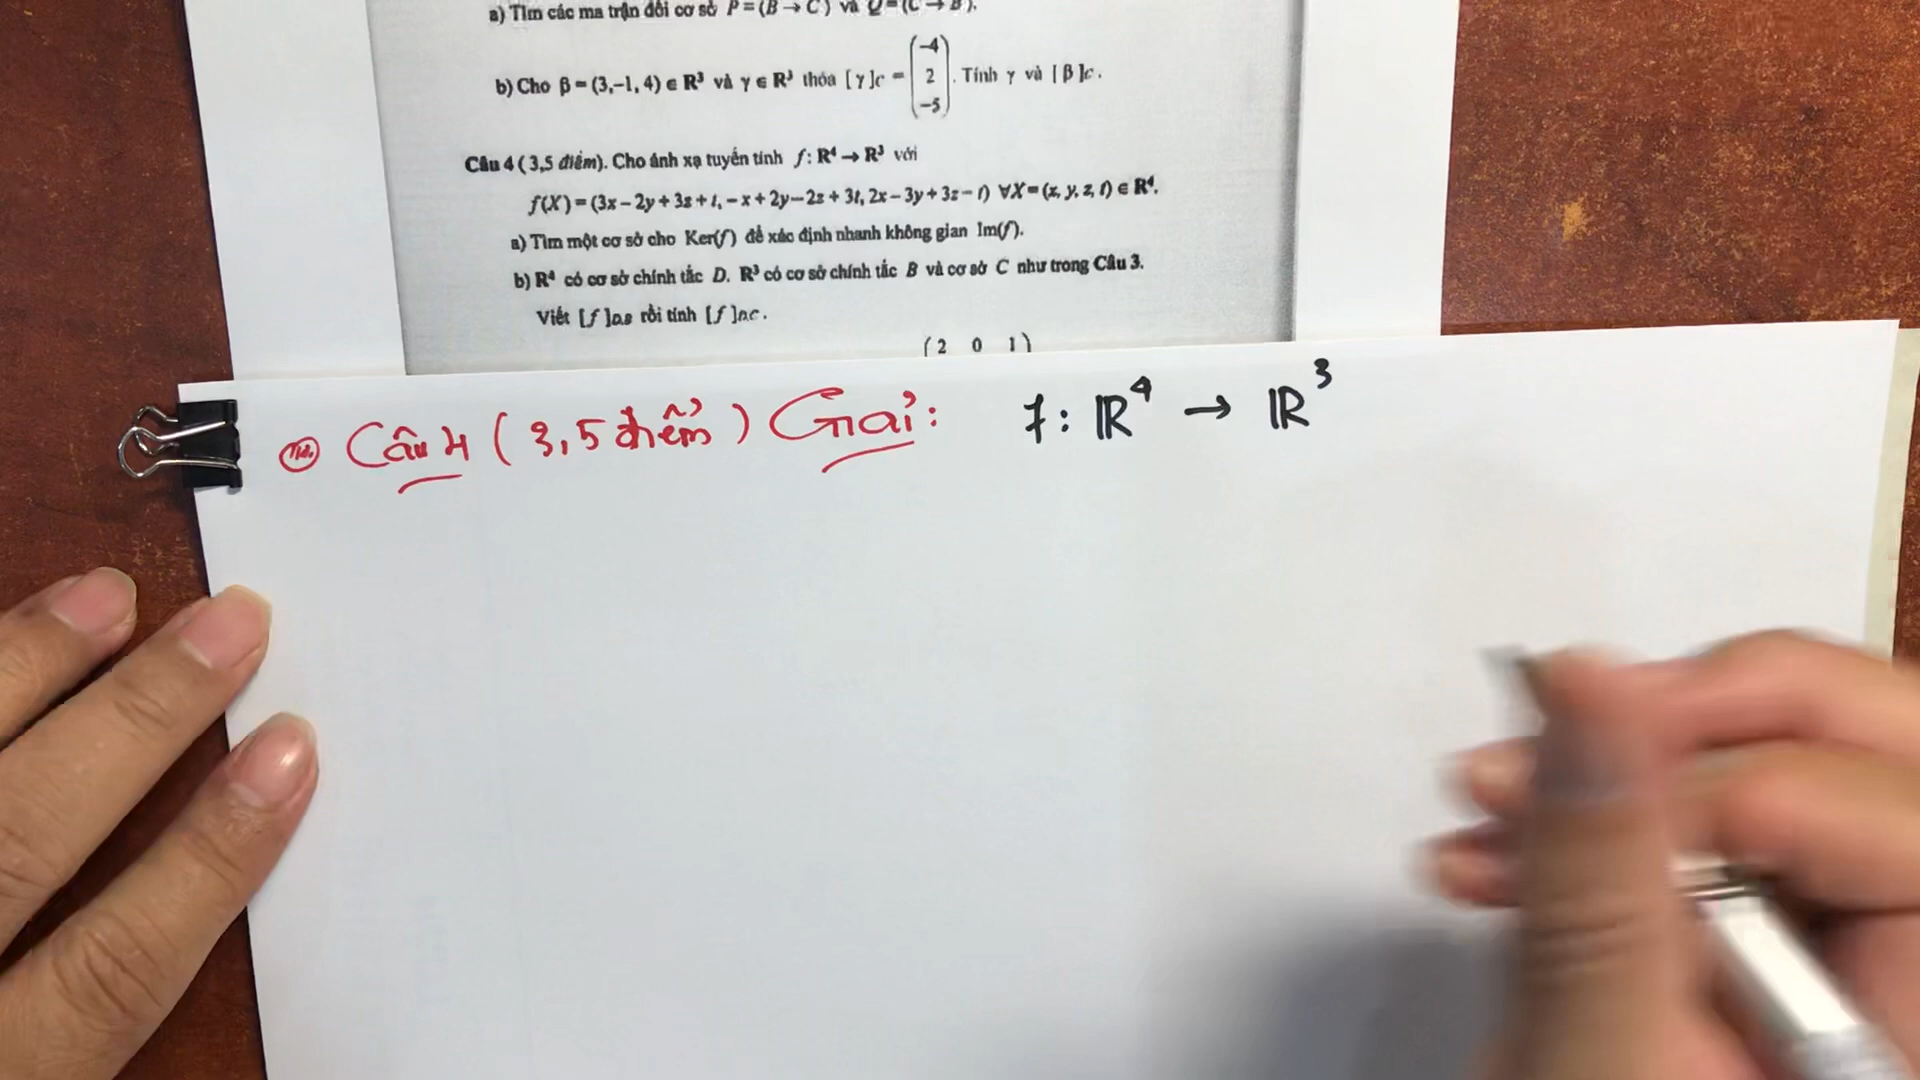 a) Tìm các ma trận đổi cơ sở P = (B → C) và Q = (C → B).
b) Cho β = (3,–1, 4) ∈ R³ và γ ∈ R³ thỏa [ γ ]c = (–4 2 –5). Tính γ và [ β ]c .
Câu 4 ( 3,5 điểm). Cho ánh xạ tuyến tính f : R⁴ → R³ với
f(X) = (3x – 2y + 3z + t, – x + 2y – 2z + 3t, 2x – 3y + 3z – t) ∀X = (x, y, z, t) ∈ R⁴.
a) Tìm một cơ sở cho Ker(f) để xác định nhanh không gian Im(f).
b) R⁴ có cơ sở chính tắc D. R³ có cơ sở chính tắc B và cơ sở C như trong Câu 3.
Viết [ f ]D,B rồi tính [ f ]D,C .
( 2 0 1 )
Câu 4 ( 3,5 điểm ) Giải: f : ℝ⁴ → ℝ³